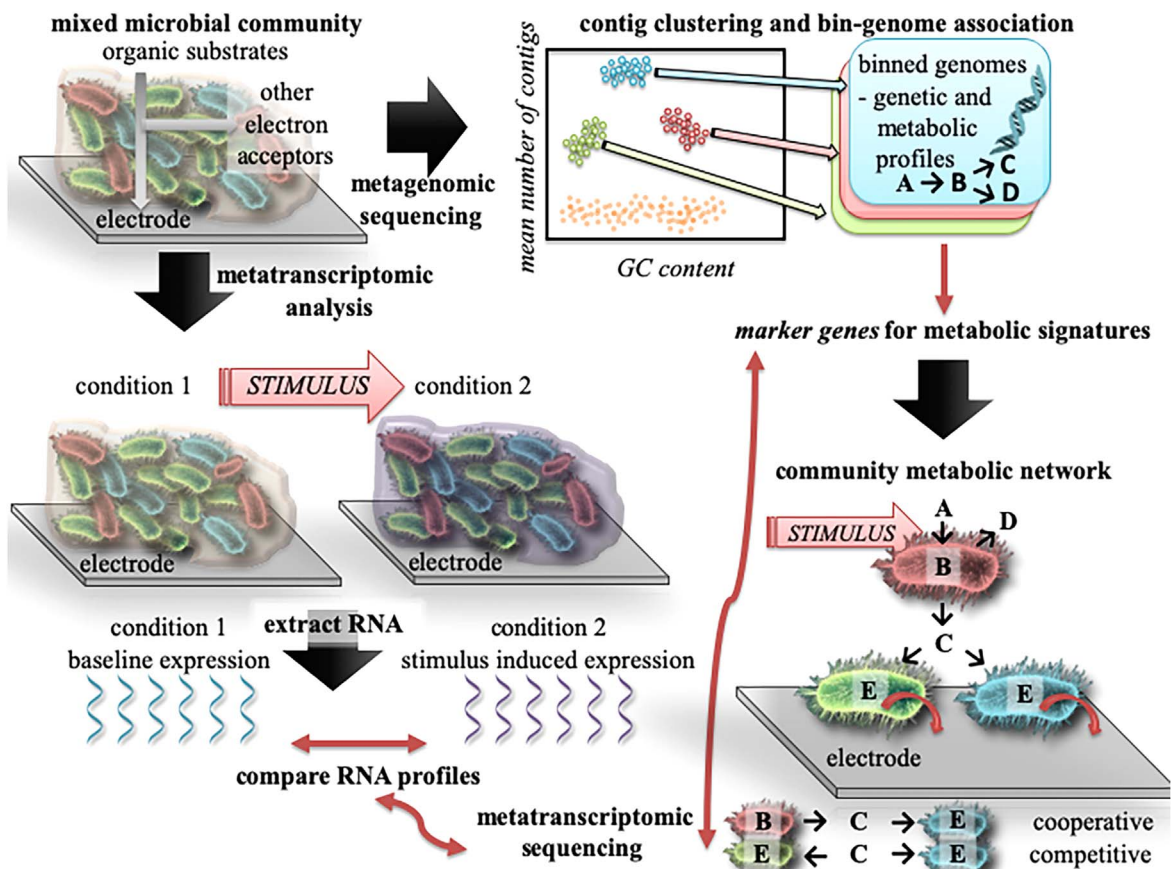 mixed microbial community
organic substrates
other
electron
acceptors
electrode
metagenomic
sequencing
contig clustering and bin-genome association
mean number of contigs
GC content
binned genomes
- genetic and
metabolic
profiles
A → B → C
D
metatranscriptomic
analysis
marker genes for metabolic signatures
condition 1
STIMULUS
condition 2
electrode
electrode
extract RNA
condition 1
baseline expression
condition 2
stimulus induced expression
compare RNA profiles
metatranscriptomic
sequencing
community metabolic network
STIMULUS
A
D
B
C
E
E
electrode
B → C → E cooperative
E ← C → E competitive